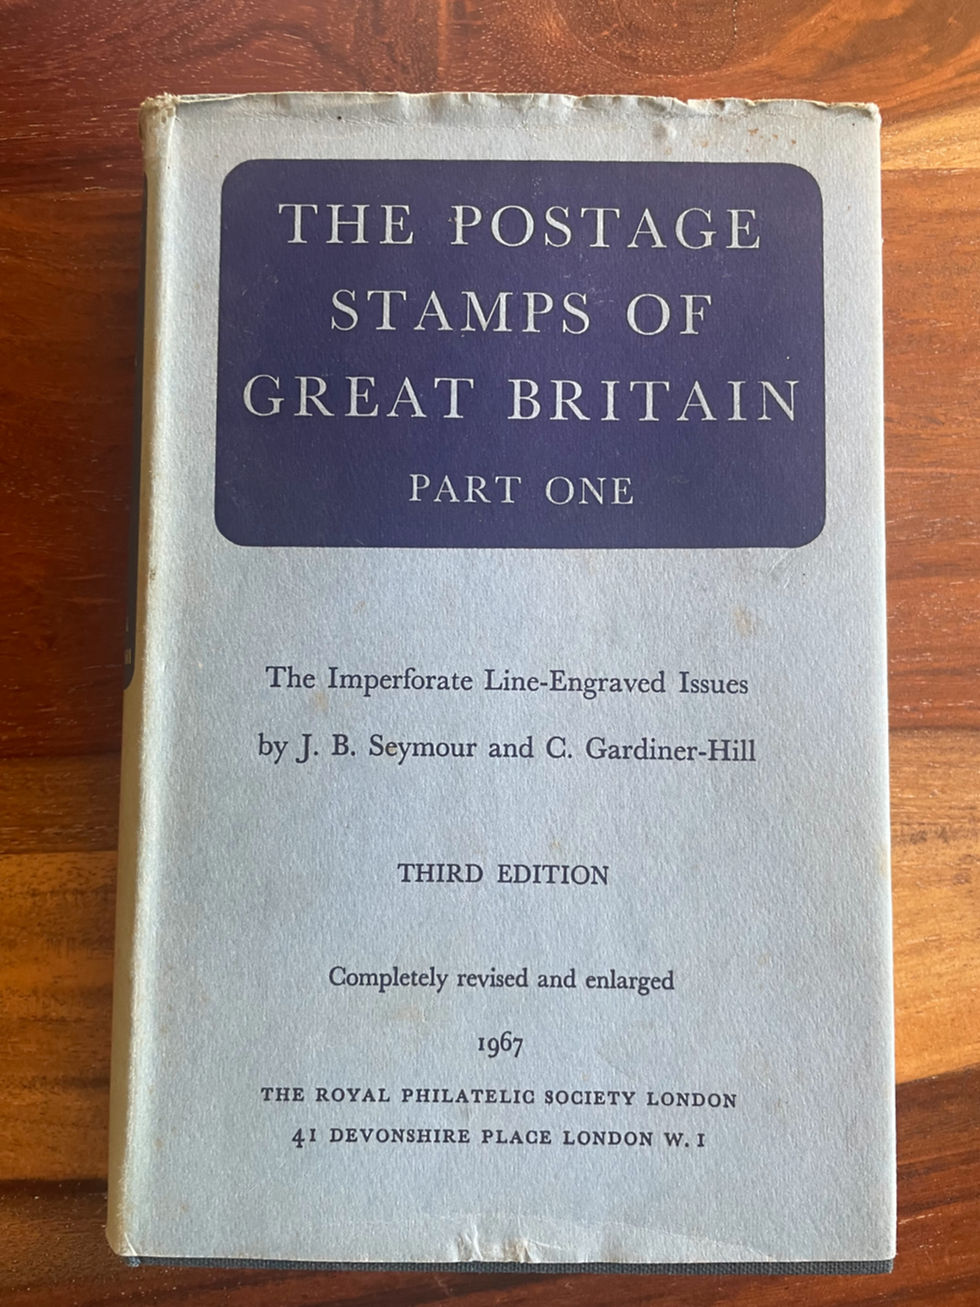 THE POSTAGE
STAMPS OF
GREAT BRITAIN
PART ONE
The Imperforate Line-Engraved Issues
by J. B. Seymour and C. Gardiner-Hill
THIRD EDITION
Completely revised and enlarged
1967
THE ROYAL PHILATELIC SOCIETY LONDON
41 DEVONSHIRE PLACE LONDON W. 1